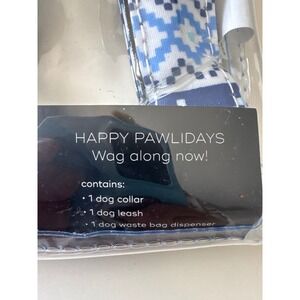 HAPPY PAWLIDAYS
Wag along now!
contains:
• 1 dog collar
• 1 dog leash
• 1 dog waste bag dispenser